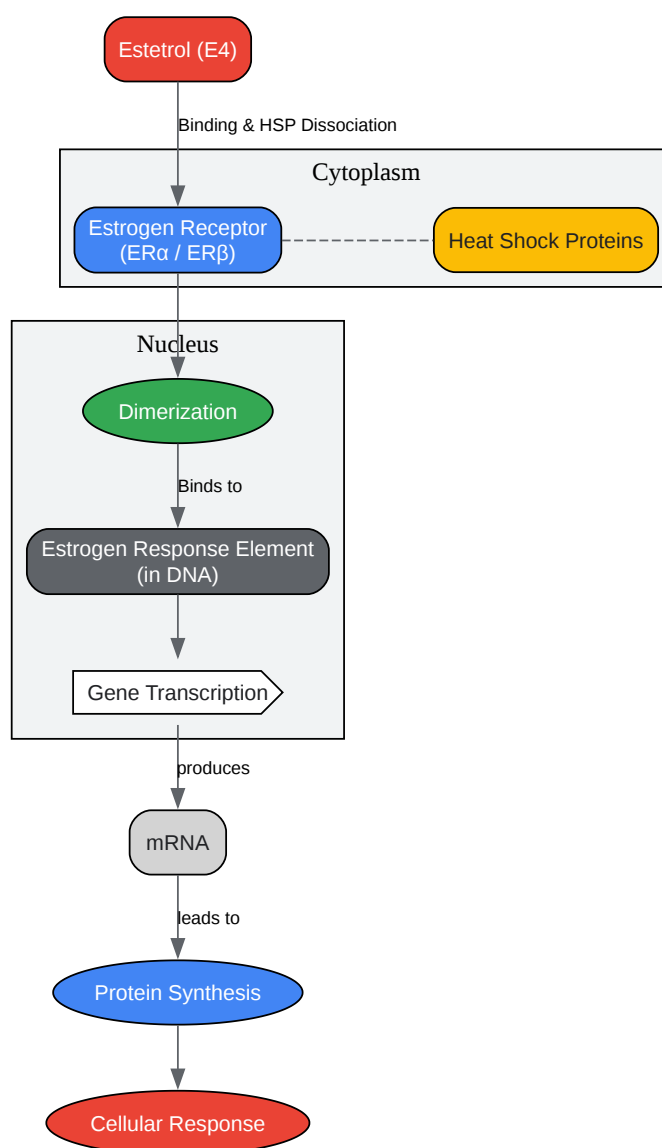 Estetrol (E4)
Binding & HSP Dissociation
Cytoplasm
Estrogen Receptor
(ERα / ERβ)
Heat Shock Proteins
Nucleus
Dimerization
Binds to
Estrogen Response Element
(in DNA)
Gene Transcription
produces
mRNA
leads to
Protein Synthesis
Cellular Response